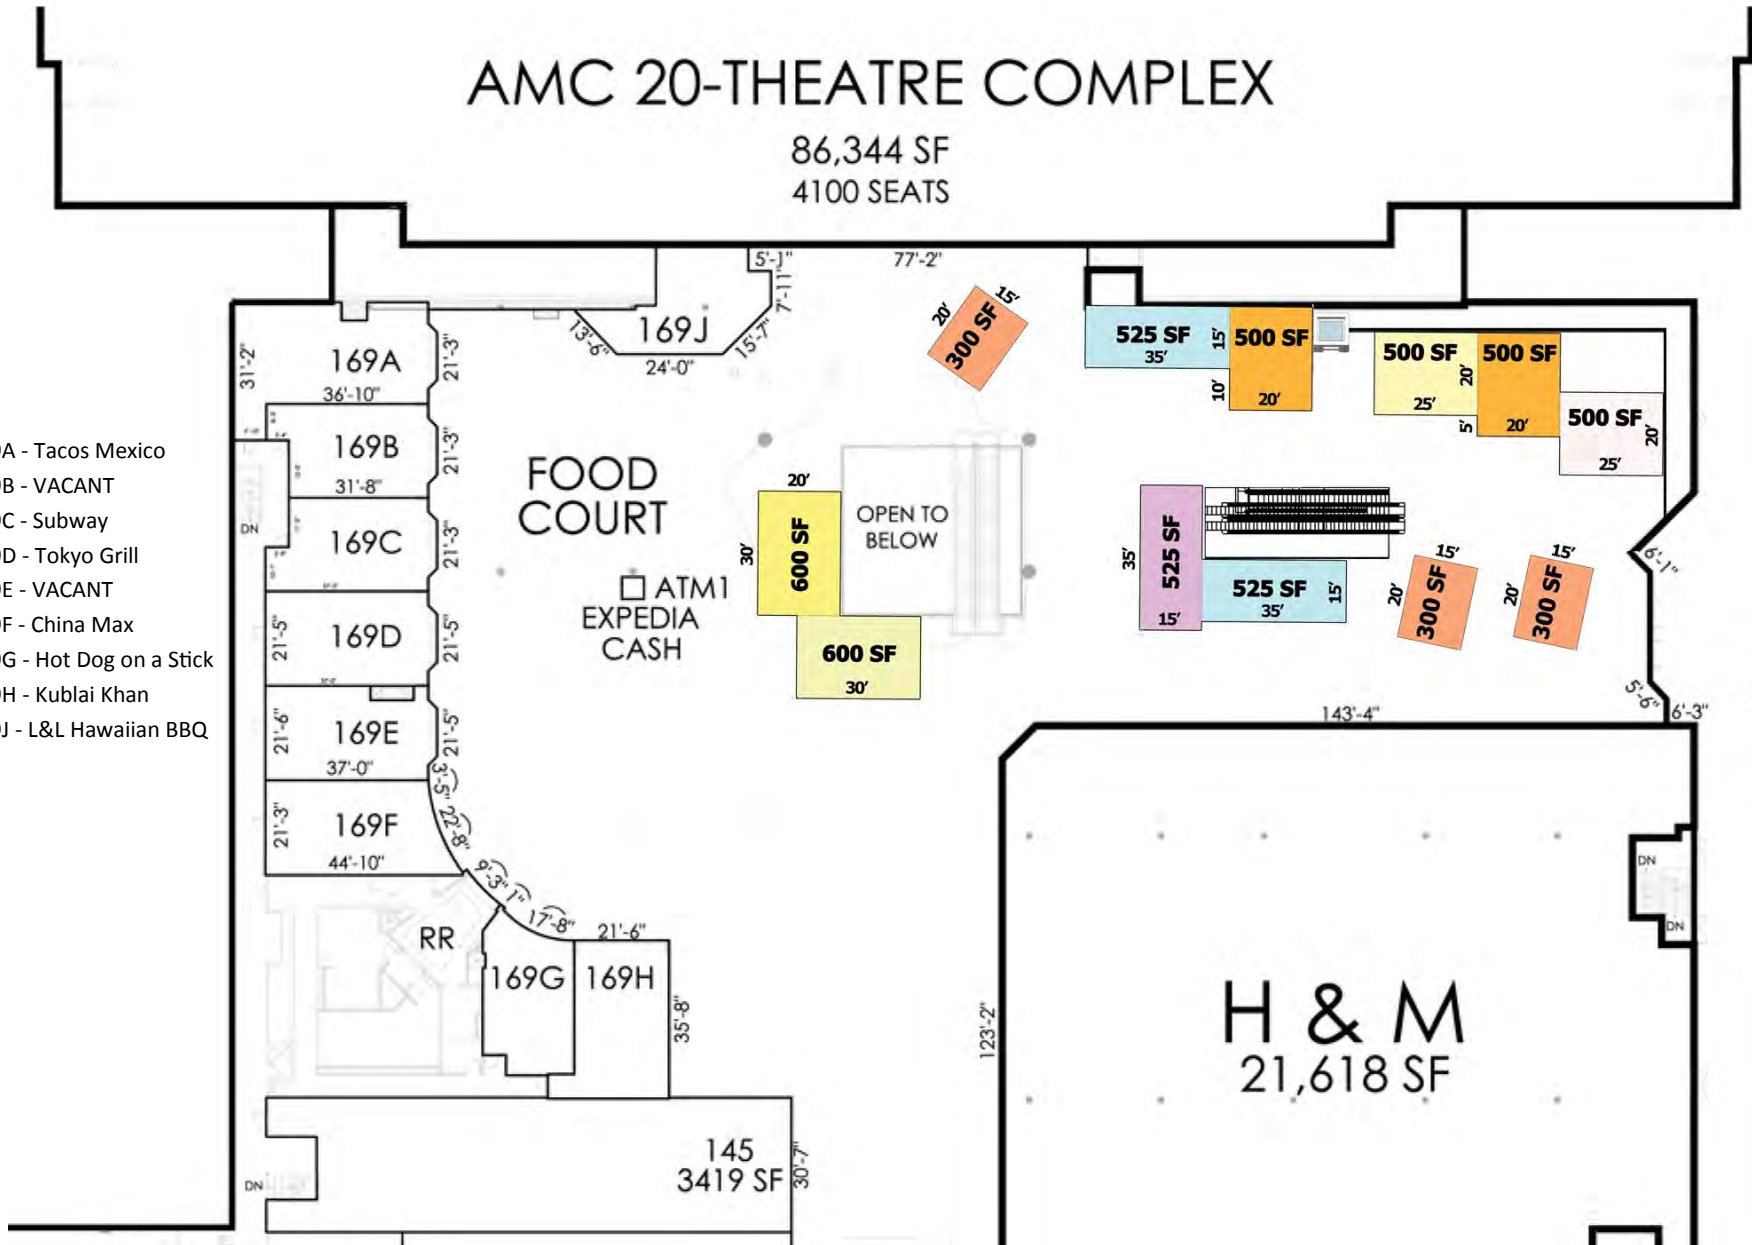 AMC 20-THEATRE COMPLEX
86,344 SF
4100 SEATS
5'-1"
77'-2"
7'-11"
15'-7"
13'-6"
169J
24'-0"
20'
15'
300 SF
525 SF
35'
15'
10'
500 SF
20'
500 SF
25'
20'
5'
500 SF
20'
500 SF
25'
20'
31'-2"
169A
36'-10"
21'-3"
169B
31'-8"
21'-3"
DN
169C
21'-3"
21'-5"
169D
21'-5"
21'-6"
169E
37'-0"
21'-5"
3'-5"
21'-3"
169F
44'-10"
22'-8"
9'-3"
1"
17'-8"
A - Tacos Mexico
B - VACANT
C - Subway
D - Tokyo Grill
E - VACANT
F - China Max
G - Hot Dog on a Stick
H - Kublai Khan
J - L&L Hawaiian BBQ
FOOD
COURT
ATM1
EXPEDIA
CASH
20'
30'
600 SF
600 SF
30'
OPEN TO
BELOW
35'
525 SF
15'
525 SF
35'
15'
15'
20'
300 SF
15'
20'
300 SF
6'-1"
5'-6"
6'-3"
143'-4"
RR
21'-6"
169G
169H
35'-8"
123'-2"
H & M
21,618 SF
DN
DN
145
3419 SF
30'-7"
DN